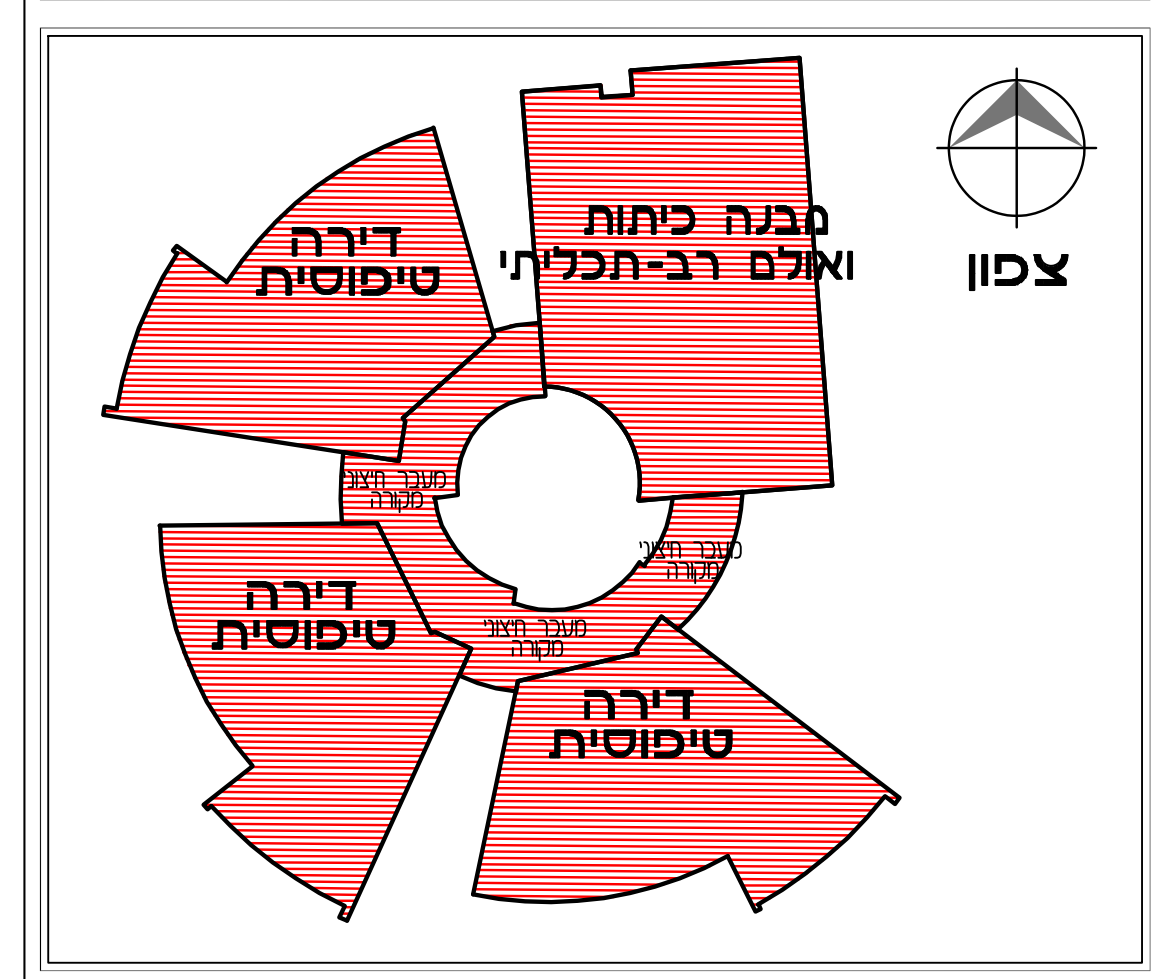 מבנה כיתות
ואולם רב-תכליתי
צפון
דירה
טיפוסית
מעבר חיצוני
מקורה
מעבר חיצוני
מקורה
דירה
טיפוסית
מעבר חיצוני
מקורה
דירה
טיפוסית